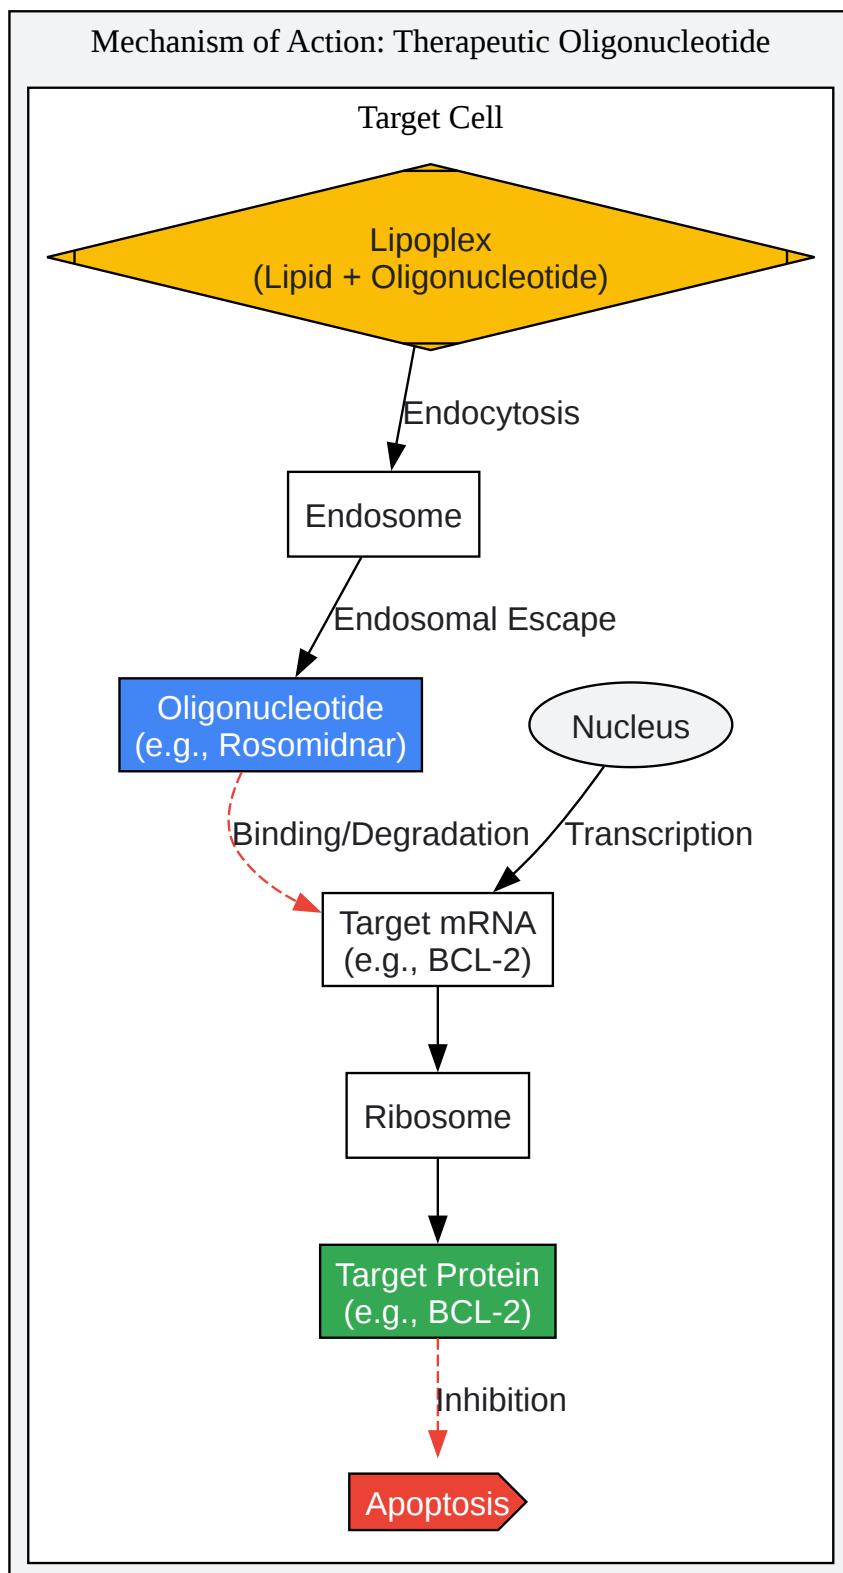 Mechanism of Action: Therapeutic Oligonucleotide
Target Cell
Lipoplex
(Lipid + Oligonucleotide)
Endocytosis
Endosome
Endosomal Escape
Oligonucleotide
(e.g., Rosomidnar)
Nucleus
Binding/Degradation
Transcription
Target mRNA
(e.g., BCL-2)
Ribosome
Target Protein
(e.g., BCL-2)
Inhibition
Apoptosis